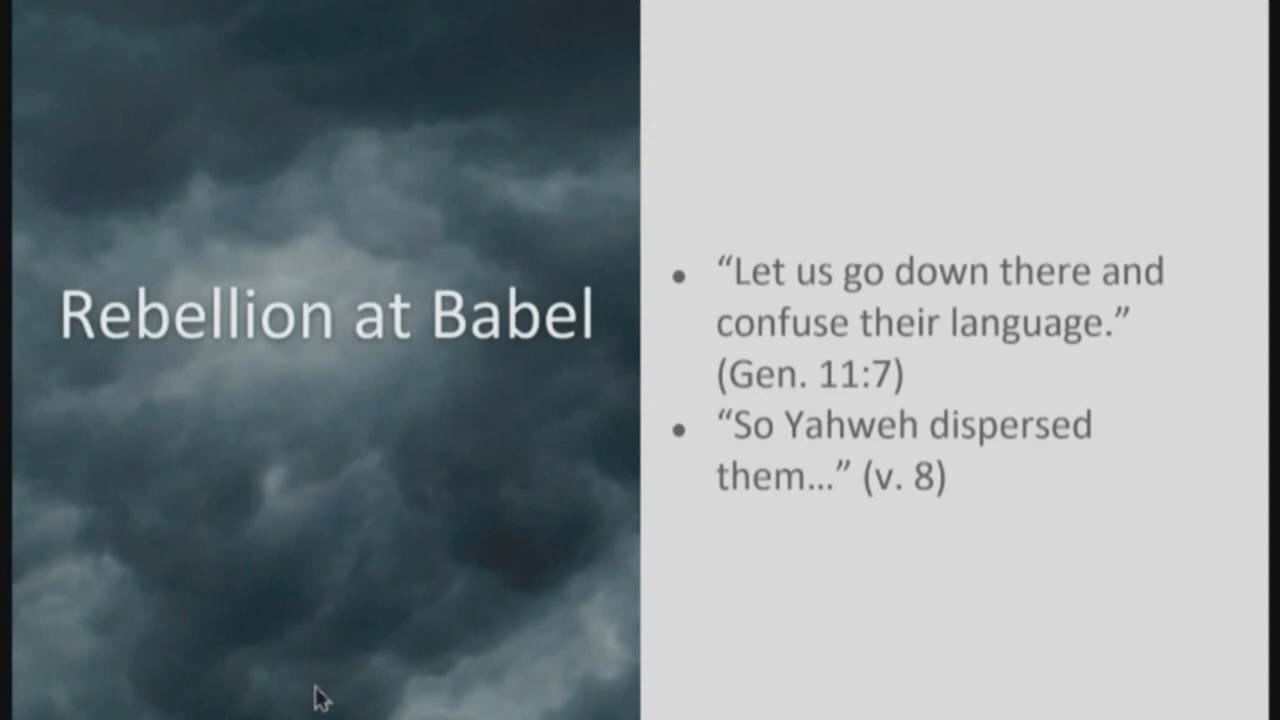 Rebellion at Babel
• “Let us go down there and
confuse their language.”
(Gen. 11:7)
• “So Yahweh dispersed
them…” (v. 8)